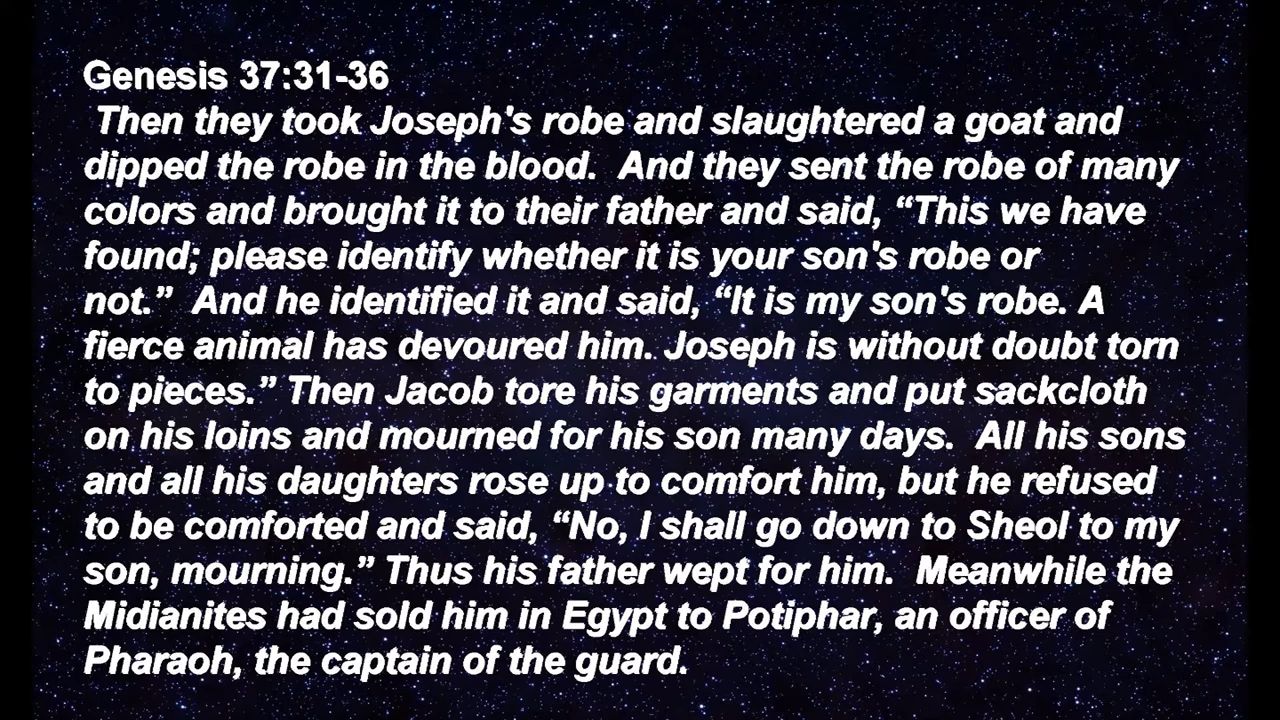 Genesis 37:31-36
Then they took Joseph's robe and slaughtered a goat and
dipped the robe in the blood.  And they sent the robe of many
colors and brought it to their father and said, “This we have
found; please identify whether it is your son's robe or
not.”  And he identified it and said, “It is my son's robe. A
fierce animal has devoured him. Joseph is without doubt torn
to pieces.” Then Jacob tore his garments and put sackcloth
on his loins and mourned for his son many days.  All his sons
and all his daughters rose up to comfort him, but he refused
to be comforted and said, “No, I shall go down to Sheol to my
son, mourning.” Thus his father wept for him.  Meanwhile the
Midianites had sold him in Egypt to Potiphar, an officer of
Pharaoh, the captain of the guard.